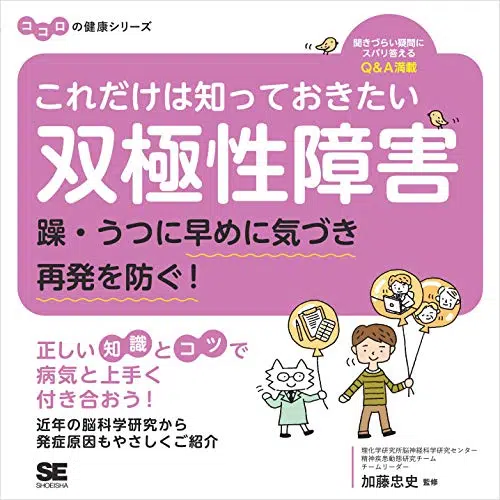 ココロの健康シリーズ
聞きづらい疑問に
スバリ答える
Q&A満載
これだけは知っておきたい
双極性障害
躁・うつに早めに気づき
再発を防ぐ!
正しい知識とコツで
病気と上手く
付き合おう!
近年の脳科学研究から
発症原因もやさしくご紹介
SE
SHOEISHA
理化学研究所脳神経科学研究センター
精神疾患動態研究チーム
チームリーダー
加藤忠史 監修